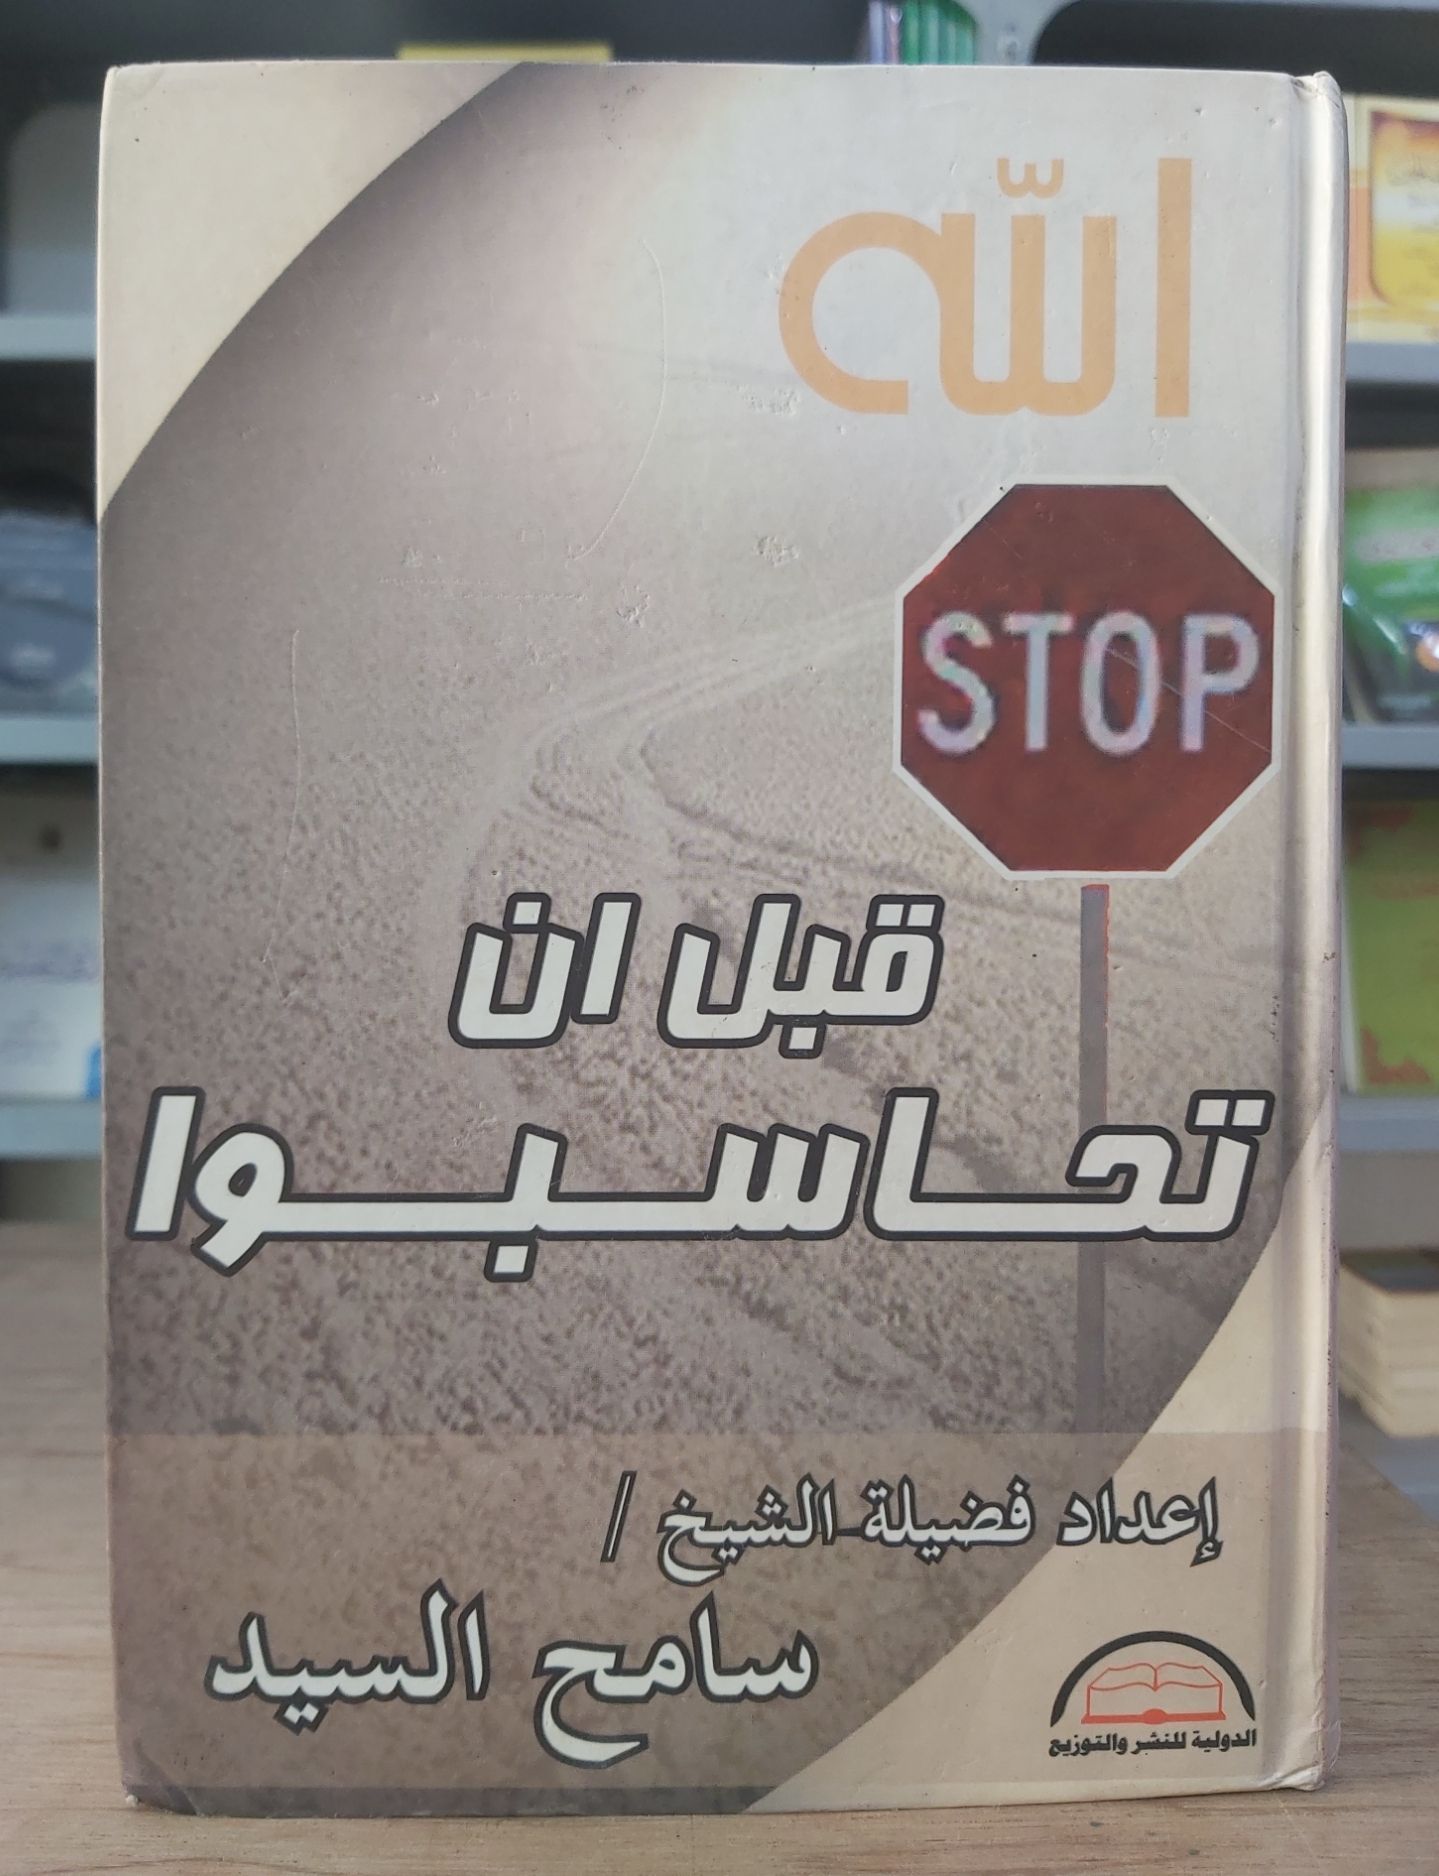 الله
STOP
قبل ان
تحاسبوا
إعداد فضيلة الشيخ /
سامح السيد
الدولية للنشر والتوزيع